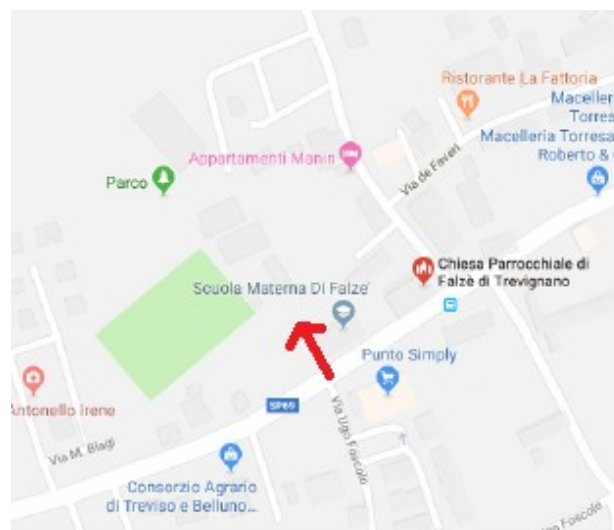 Ristorante La Fattoria
Maceller
Torres
Macelleria Torresa
Roberto &
Appartamenti Manin
Via de Faveri
Parco
Chiesa Parrocchiale di
Falzè di Trevignano
Scuola Materna Di Falze'
Punto Simply
Antonello Irene
SP69
Via Ugo Foscolo
Via M. Biagi
Consorzio Agrario
di Treviso e Belluno...
Ugo Foscolo